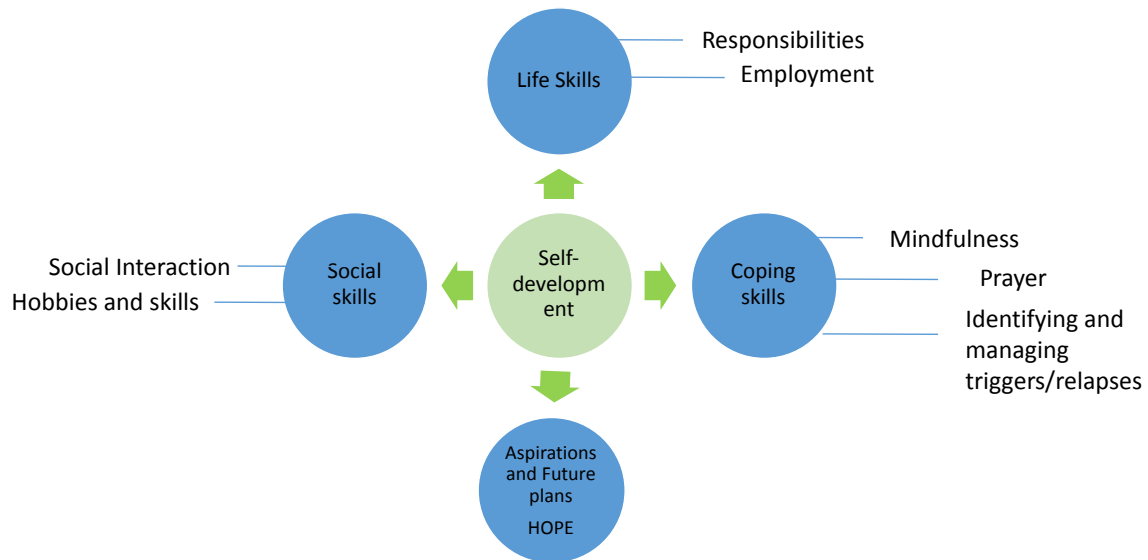 Responsibilities
Life Skills
Employment
Social Interaction
Hobbies and skills
Social
skills
Self-
developm
ent
Coping
skills
Mindfulness
Prayer
Identifying and
managing
triggers/relapses
Aspirations
and Future
plans
HOPE